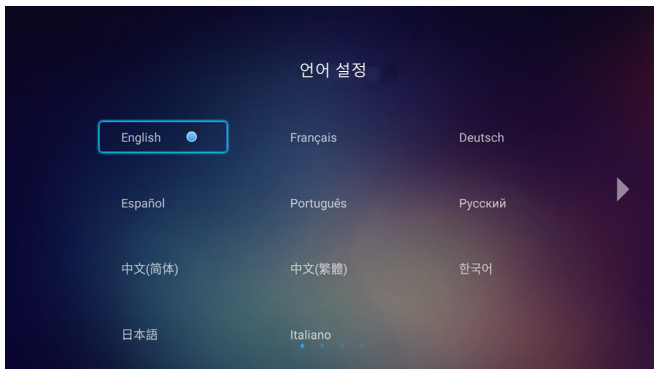 언어 설정
English Français Deutsch
Español Português Русский
中文(简体) 中文(繁體) 한국어
日本語 Italiano